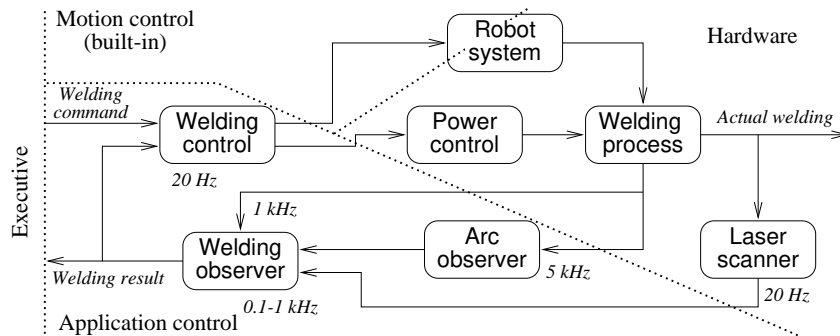 Motion control
(built-in)
Robot
system
Hardware
Welding
command
Welding
control
20 Hz
Power
control
Welding
process
Actual welding
Executive
1 kHz
Welding
observer
Arc
observer
5 kHz
Laser
scanner
20 Hz
Welding result
0.1-1 kHz
Application control